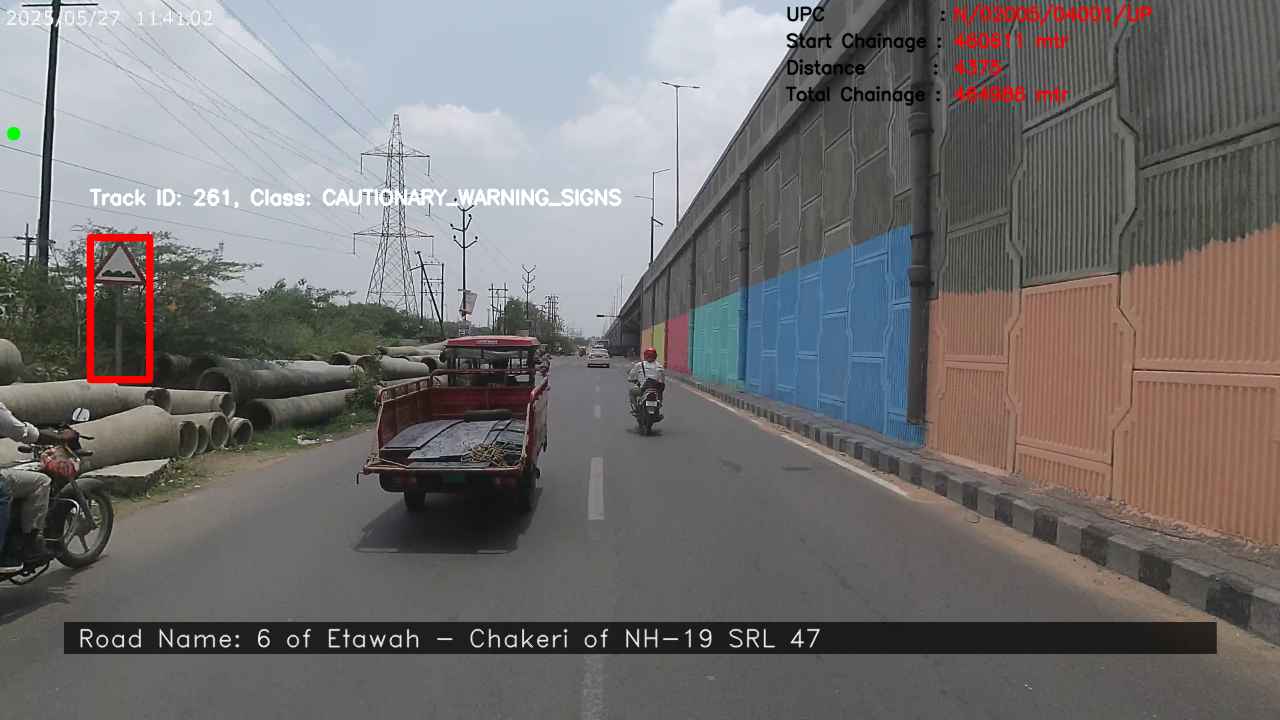 2025/05/27 11:41:02
UPC : N/02005/04001/UP
Start Chainage : 460611 mtr
Distance : 4375
Total Chainage : 464986 mtr
Track ID: 261, Class: CAUTIONARY_WARNING_SIGNS
Road Name: 6 of Etawah - Chakeri of NH-19 SRL 47